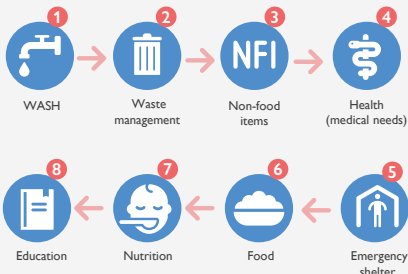 1
2
3
4
NFI
WASH
Waste
management
Non-food
items
Health
(medical needs)
8
7
6
5
Education
Nutrition
Food
Emergency
shelter